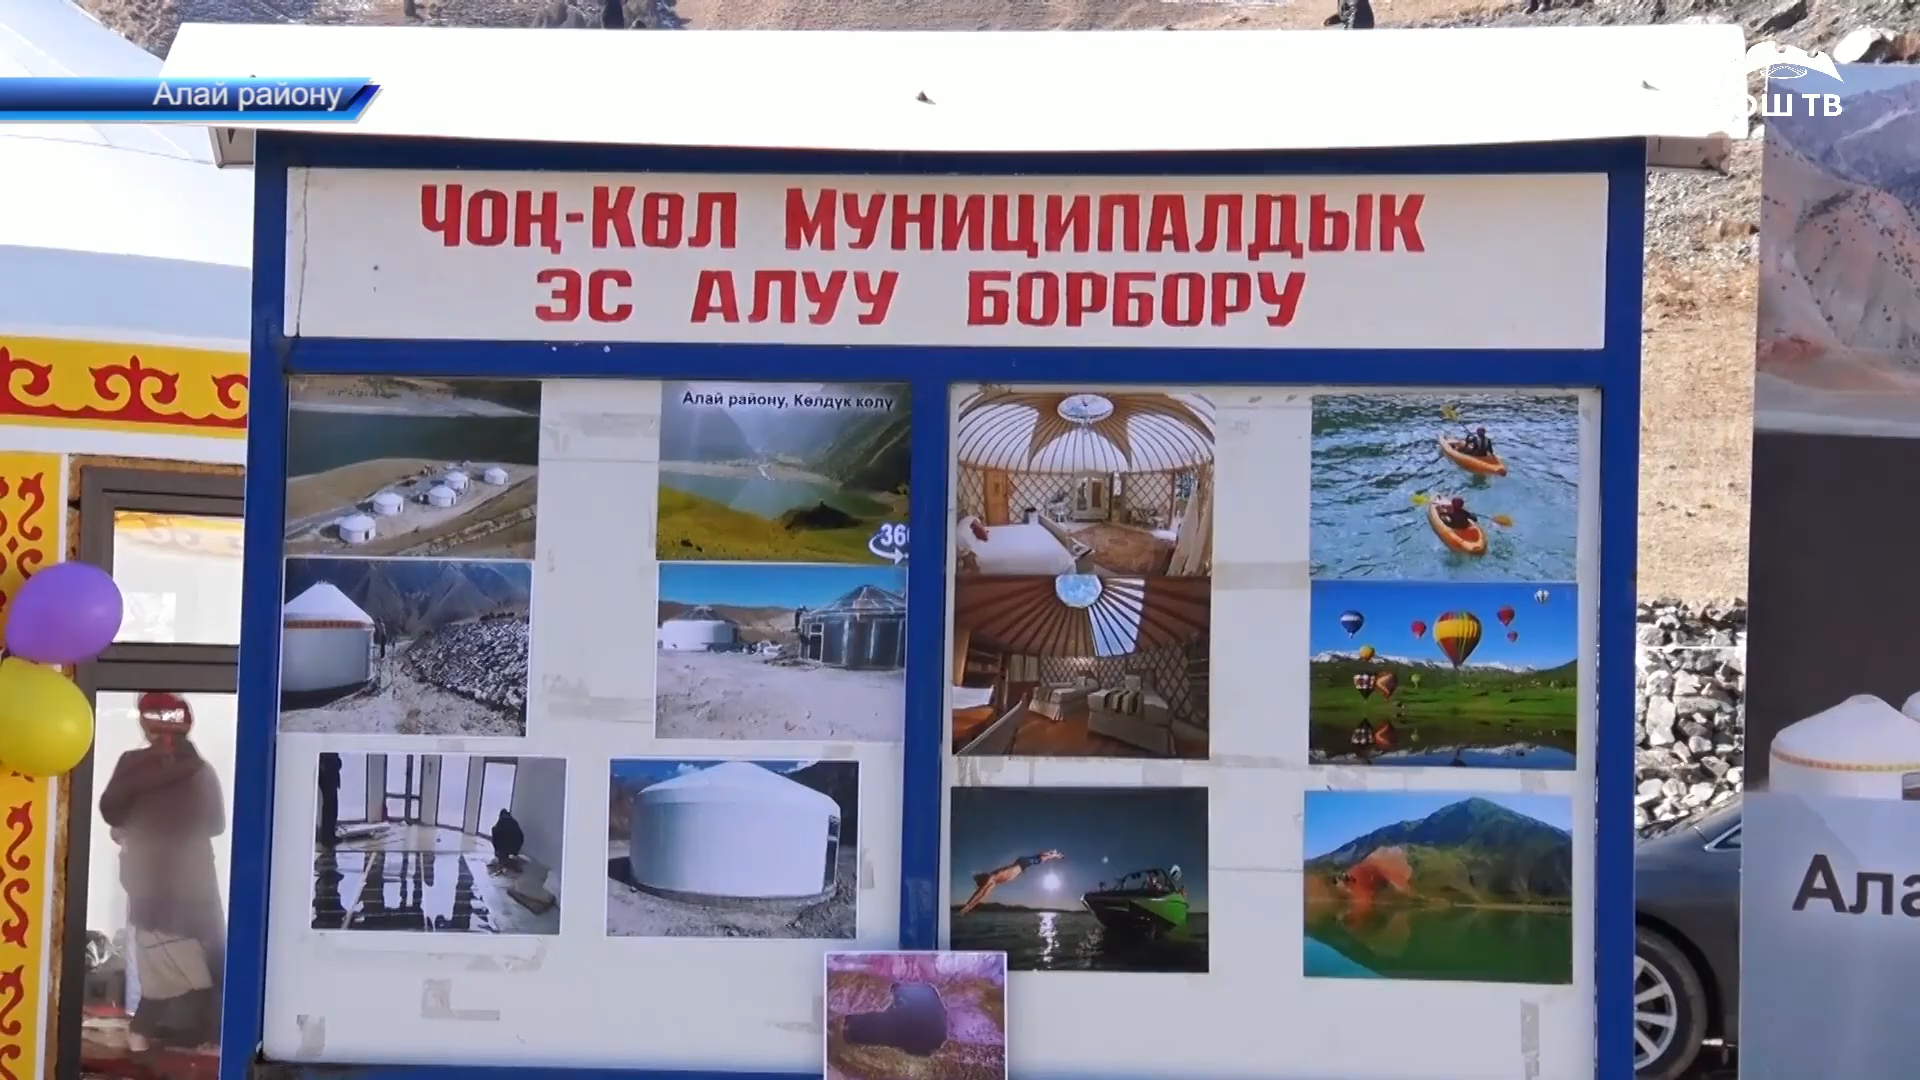 Алай району
ОШ ТВ
ЧОҢ-КӨЛ МУНИЦИПАЛДЫК
ЭС АЛУУ БОРБОРУ
Алай району, Көлдүк көлү
360
Ала